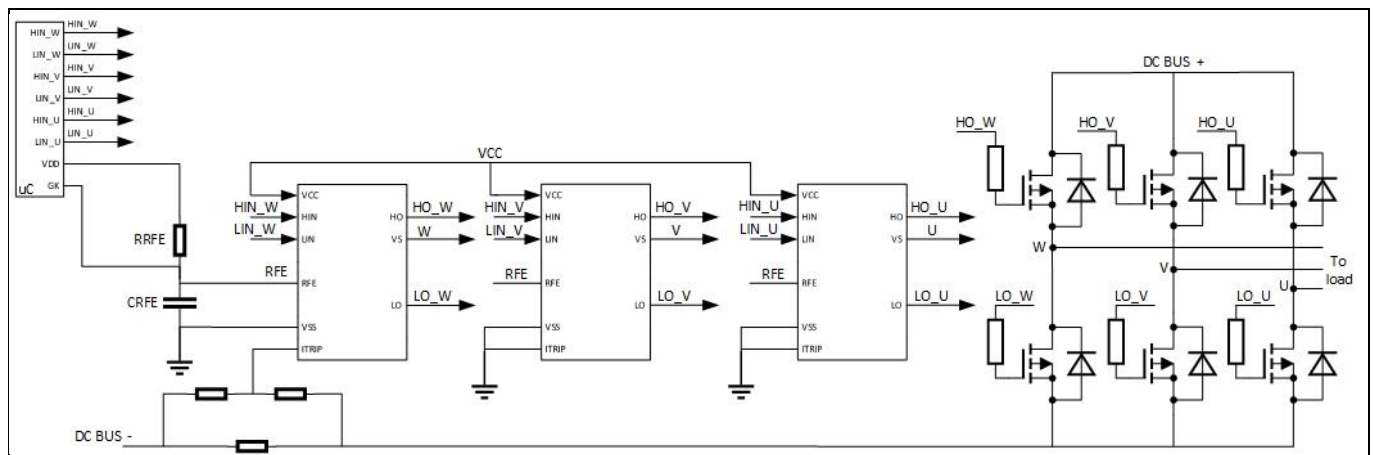 HIN_W
LIN_W
HIN_V
LIN_V
HIN_U
LIN_U
VDD
GK
uC
HIN_W
LIN_W
HIN_V
LIN_V
HIN_U
LIN_U
RRFE
CRFE
RFE
VCC
HIN_W
LIN_W
VCC
HIN
LIN
RFE
VSS
ITRIP
HO
VS
LO
HO_W
W
LO_W
HIN_V
LIN_V
RFE
VCC
HIN
LIN
RFE
VSS
ITRIP
HO
VS
LO
HO_V
V
LO_V
HIN_U
LIN_U
RFE
VCC
HIN
LIN
RFE
VSS
ITRIP
HO
VS
LO
HO_U
U
LO_U
DC BUS +
HO_W
HO_V
HO_U
W
V
U
To
load
LO_W
LO_V
LO_U
DC BUS -